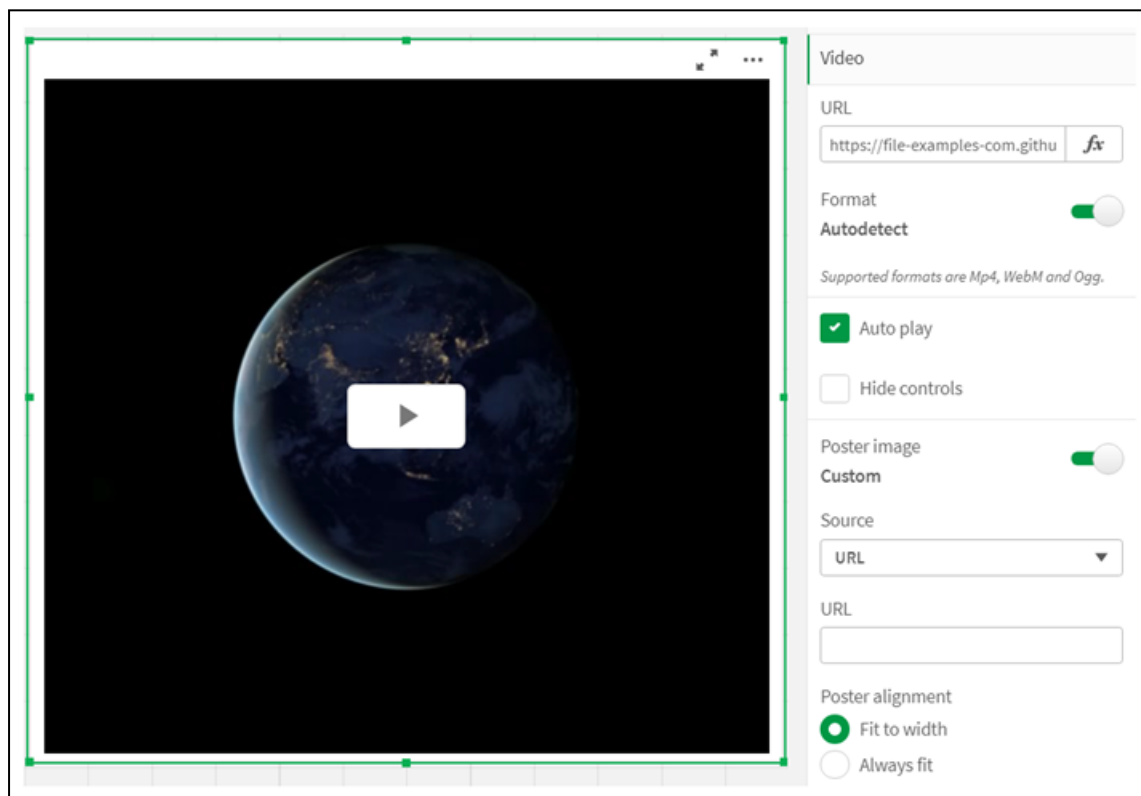 Video
URL
https://file-examples-com.githu
fx
Format
Autodetect
Supported formats are Mp4, WebM and Ogg.
Auto play
Hide controls
Poster image
Custom
Source
URL
URL
Poster alignment
Fit to width
Always fit